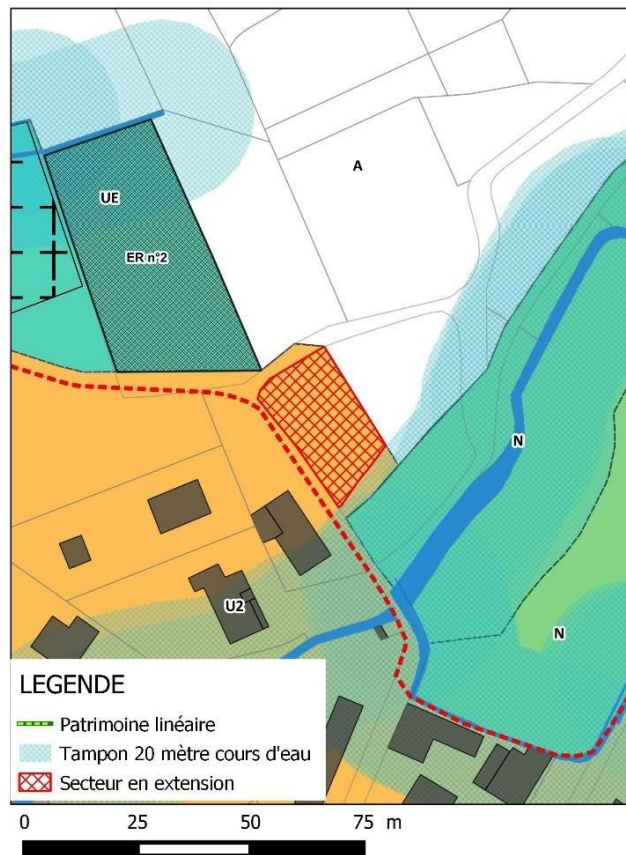 A
UE
ER n°2
N
U2
N
LEGENDE
Patrimoine linéaire
Tampon 20 mètre cours d'eau
Secteur en extension
0 25 50 75 m